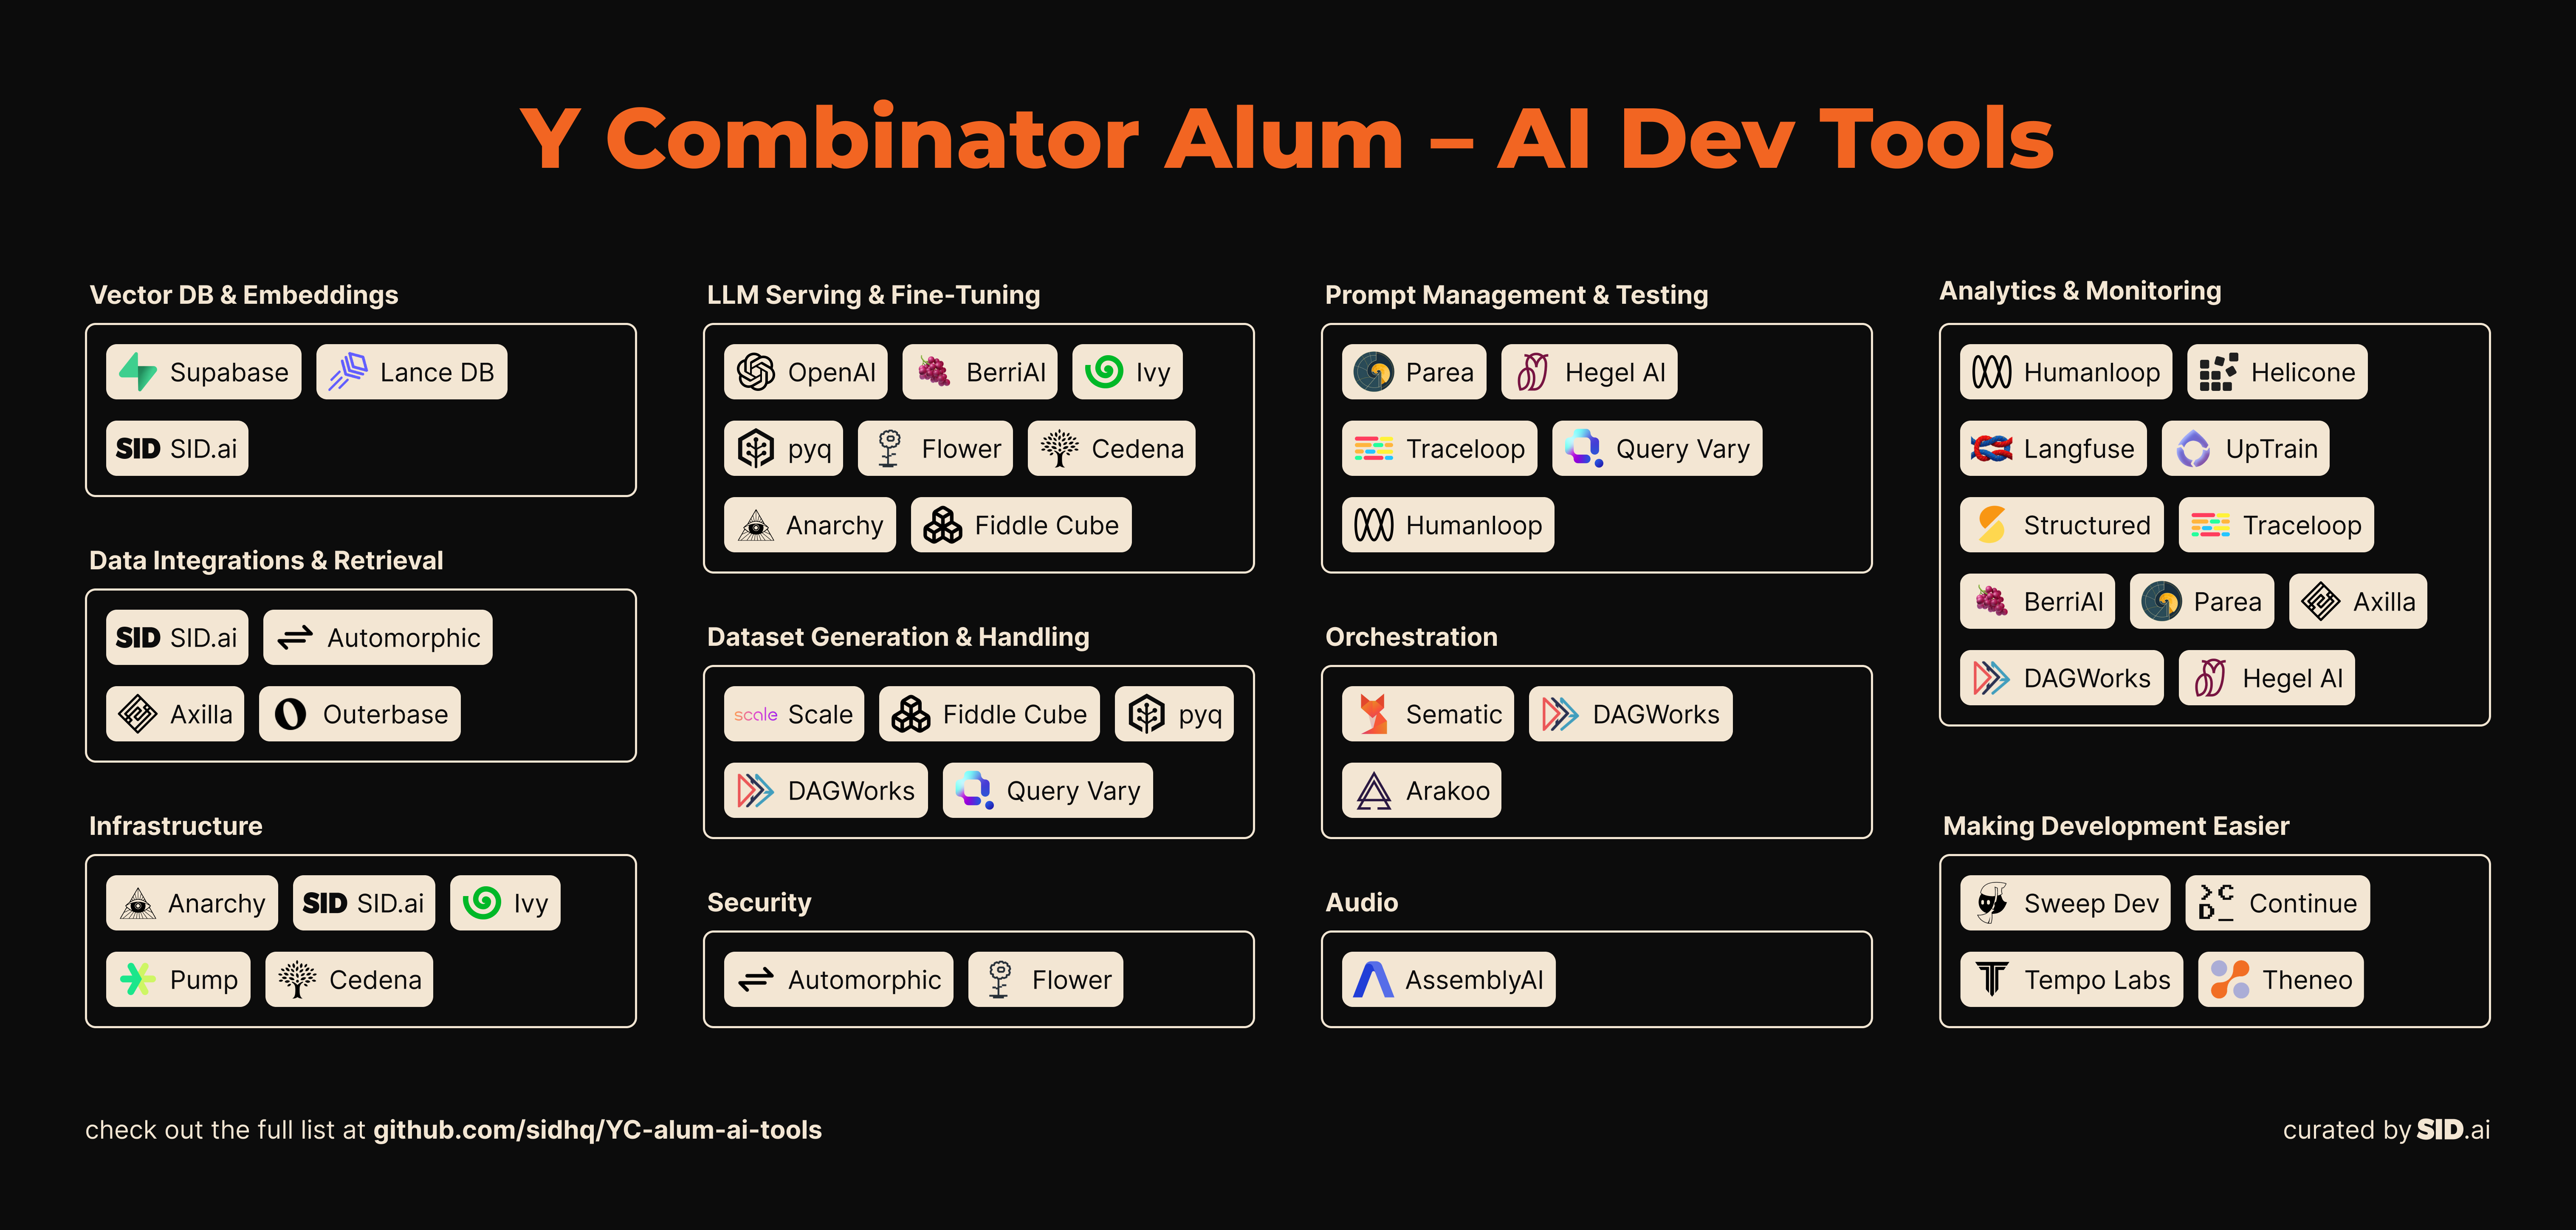 Y Combinator Alum – AI Dev Tools
Vector DB & Embeddings
Supabase
Lance DB
SID SID.ai
Data Integrations & Retrieval
SID SID.ai
Automorphic
Axilla
Outerbase
Infrastructure
Anarchy
SID SID.ai
Ivy
Pump
Cedena
LLM Serving & Fine-Tuning
OpenAI
BerriAI
Ivy
pyq
Flower
Cedena
Anarchy
Fiddle Cube
Dataset Generation & Handling
scale Scale
Fiddle Cube
pyq
DAGWorks
Query Vary
Security
Automorphic
Flower
Prompt Management & Testing
Parea
Hegel AI
Traceloop
Query Vary
Humanloop
Orchestration
Sematic
DAGWorks
Arakoo
Audio
AssemblyAI
Analytics & Monitoring
Humanloop
Helicone
Langfuse
UpTrain
Structured
Traceloop
BerriAI
Parea
Axilla
DAGWorks
Hegel AI
Making Development Easier
Sweep Dev
Continue
Tempo Labs
Theneo
check out the full list at github.com/sidhq/YC-alum-ai-tools
curated by SID.ai